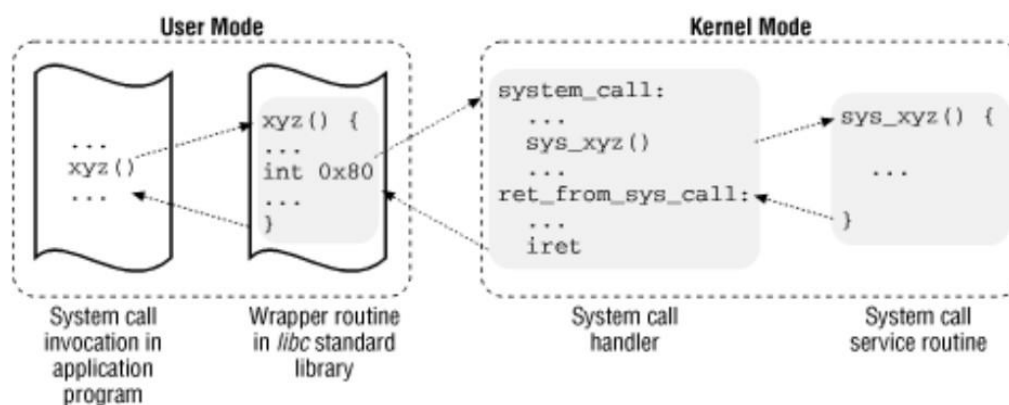 User Mode
Kernel Mode
...
xyz()
...
xyz() {
...
int 0x80
...
}
system_call:
...
sys_xyz()
...
ret_from_sys_call:
...
iret
sys_xyz() {
...
}
System call
invocation in
application
program
Wrapper routine
in libc standard
library
System call
handler
System call
service routine